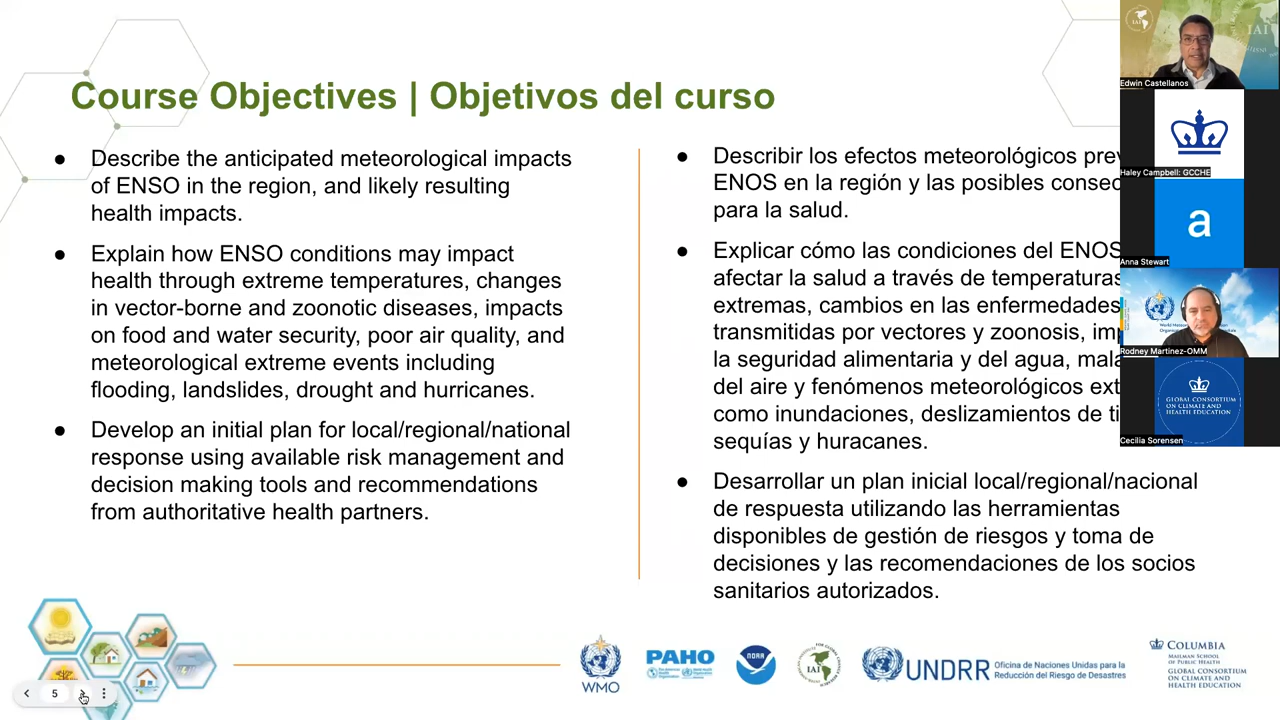 Course Objectives | Objetivos del curso
● Describe the anticipated meteorological impacts
of ENSO in the region, and likely resulting
health impacts.
● Explain how ENSO conditions may impact
health through extreme temperatures, changes
in vector-borne and zoonotic diseases, impacts
on food and water security, poor air quality, and
meteorological extreme events including
flooding, landslides, drought and hurricanes.
● Develop an initial plan for local/regional/national
response using available risk management and
decision making tools and recommendations
from authoritative health partners.
● Describir los efectos meteorológicos
ENOS en la región y las posibles
para la salud.
● Explicar cómo las condiciones del ENOS
afectar la salud a través de temperaturas
extremas, cambios en las enfermedades
transmitidas por vectores y zoonosis,
la seguridad alimentaria y del agua,
del aire y fenómenos meteorológicos
como inundaciones, deslizamientos de
sequías y huracanes.
● Desarrollar un plan inicial local/regional/nacional
de respuesta utilizando las herramientas
disponibles de gestión de riesgos y toma de
decisiones y las recomendaciones de los socios
sanitarios autorizados.
IAI
Edwin Castellanos
Haley Campbell: GCCHE
a
Anna Stewart
Rodney Martinez-OMM
GLOBAL CONSORTIUM
ON CLIMATE AND
HEALTH EDUCATION
Cecilia Sorensen
5
WMO
PAHO
NOAA
IAI
UNDRR
Oficina de Naciones Unidas para la
Reducción del Riesgo de Desastres
COLUMBIA
MAILMAN SCHOOL
OF PUBLIC HEALTH
GLOBAL CONSORTIUM
ON CLIMATE AND
HEALTH EDUCATION